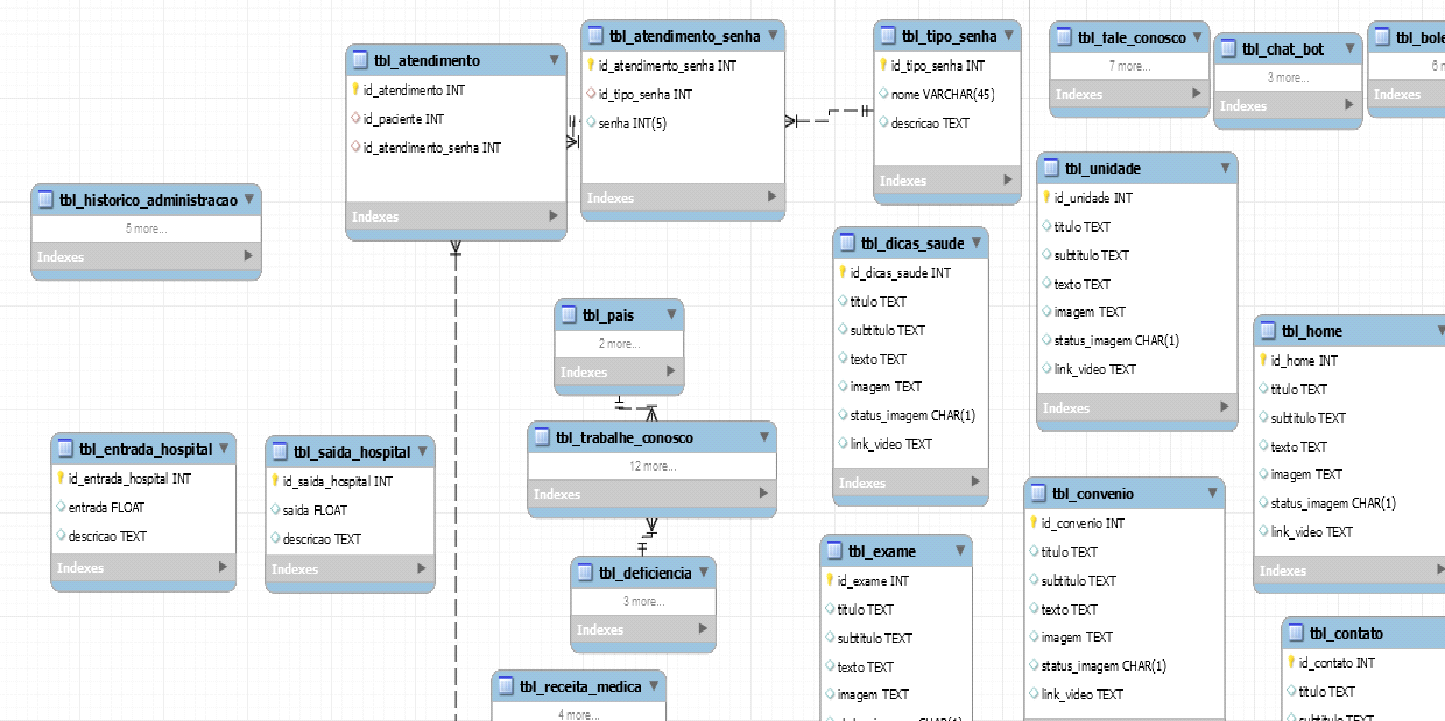 tbl_atendimento
id_atendimento INT
id_paciente INT
id_atendimento_senha INT
Indexes
tbl_atendimento_senha
id_atendimento_senha INT
id_tipo_senha INT
senha INT(5)
Indexes
tbl_tipo_senha
id_tipo_senha INT
nome VARCHAR(45)
descricao TEXT
Indexes
tbl_fale_conosco
7 more...
Indexes
tbl_chat_bot
3 more...
Indexes
Indexes
tbl_historico_administracao
5 more...
Indexes
tbl_unidade
id_unidade INT
titulo TEXT
subtitulo TEXT
texto TEXT
imagem TEXT
status_imagem CHAR(1)
link_video TEXT
Indexes
tbl_dicas_saude
id_dicas_saude INT
titulo TEXT
subtitulo TEXT
texto TEXT
imagem TEXT
status_imagem CHAR(1)
link_video TEXT
Indexes
tbl_pais
2 more...
Indexes
tbl_home
id_home INT
titulo TEXT
subtitulo TEXT
texto TEXT
imagem TEXT
status_imagem CHAR(1)
link_video TEXT
Indexes
tbl_trabalhe_conosco
12 more...
Indexes
tbl_entrada_hospital
id_entrada_hospital INT
entrada FLOAT
descricao TEXT
Indexes
tbl_saida_hospital
id_saida_hospital INT
saida FLOAT
descricao TEXT
Indexes
tbl_convenio
id_convenio INT
titulo TEXT
subtitulo TEXT
texto TEXT
imagem TEXT
status_imagem CHAR(1)
link_video TEXT
tbl_exame
id_exame INT
titulo TEXT
subtitulo TEXT
texto TEXT
imagem TEXT
tbl_deficiencia
3 more...
Indexes
tbl_contato
id_contato INT
titulo TEXT
tbl_receita_medica
4 more...